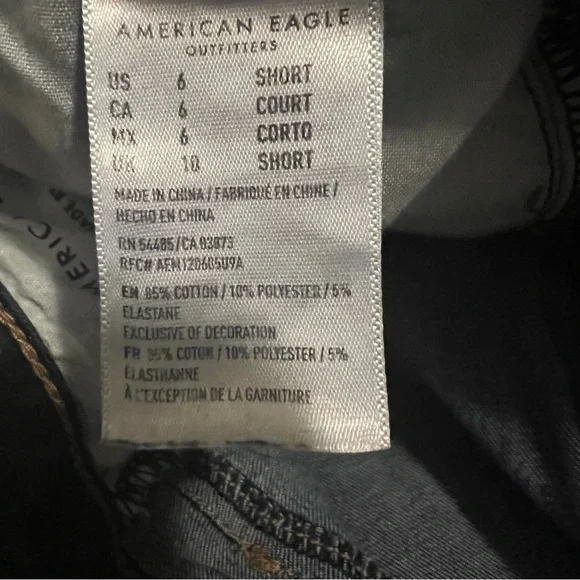 AMERICAN EAGLE
OUTFITTERS
US 6 SHORT
CA 6 COURT
MX 6 CORTO
UK 10 SHORT
MADE IN CHINA / FABRIQUE EN CHINE /
HECHO EN CHINA
RN 54485/CA 03873
RFC# AEM120605U9A
EN 85% COTTON / 10% POLYESTER / 5%
ELASTANE
EXCLUSIVE OF DECORATION
FR 85% COTON / 10% POLYESTER / 5%
ÉLASTHANNE
À L'EXCEPTION DE LA GARNITURE